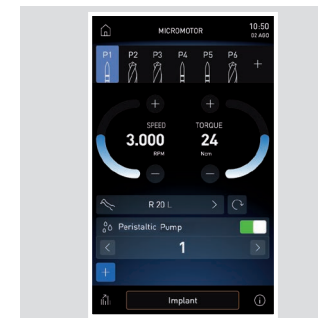 MICROMOTOR
10:50
02 AGO
P1 P2 P3 P4 P5 P6 +
SPEED TORQUE
3.000 24
RPM Ncm
R 20 L
Peristaltic Pump
1
Implant